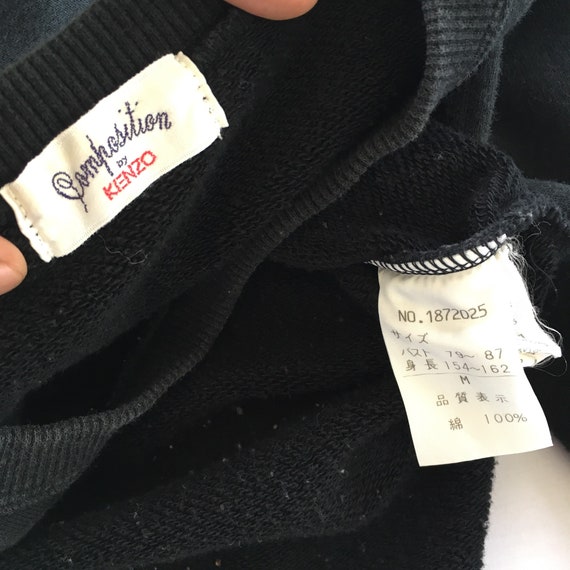 Composition
by
KENZO
NO.1872025
サイズ
バスト 79～ 87
身長 154～162
M
品質表示
綿 100%